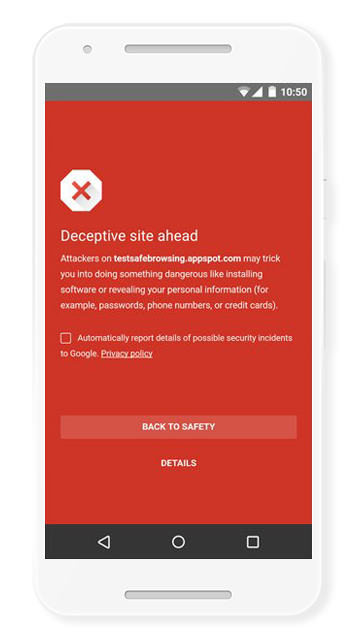 10:50
Deceptive site ahead
Attackers on testsafebrowsing.appspot.com may trick
you into doing something dangerous like installing
software or revealing your personal information (for
example, passwords, phone numbers, or credit cards).
Automatically report details of possible security incidents
to Google. Privacy policy
BACK TO SAFETY
DETAILS